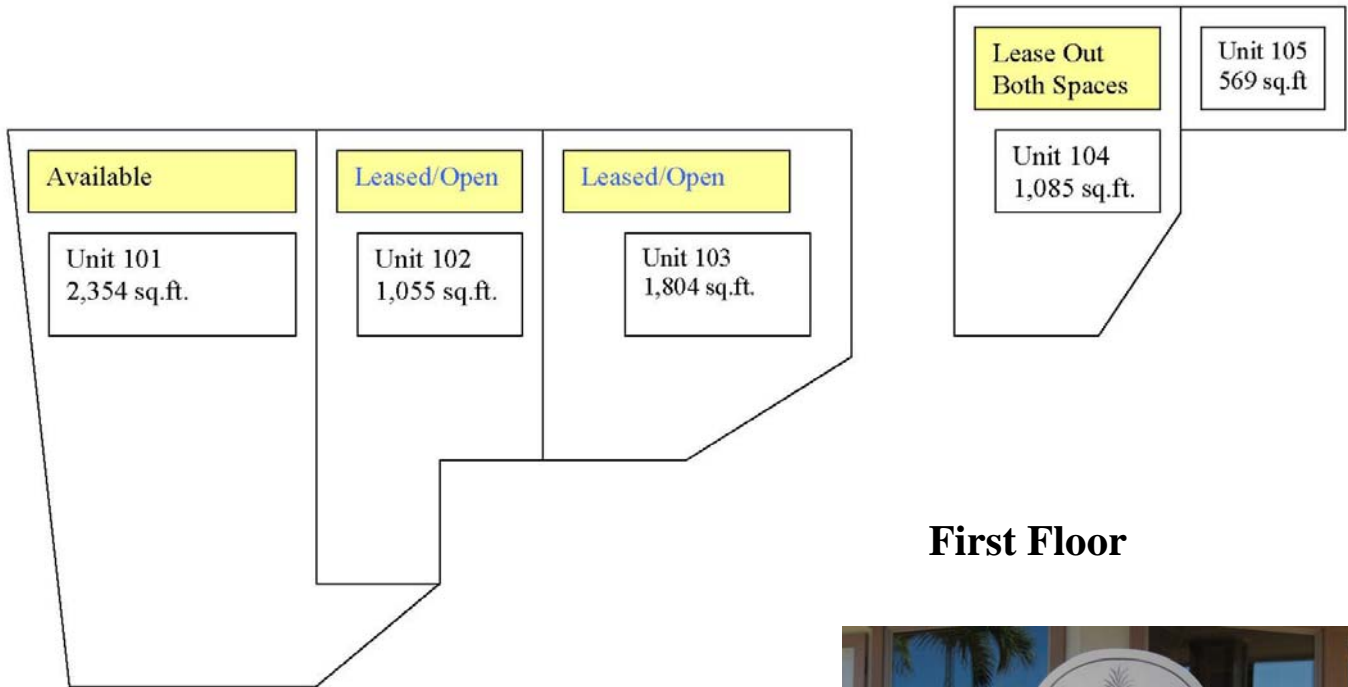 Lease Out
Both Spaces
Unit 105
569 sq.ft
Unit 104
1,085 sq.ft.
Available
Leased/Open
Leased/Open
Unit 101
2,354 sq.ft.
Unit 102
1,055 sq.ft.
Unit 103
1,804 sq.ft.
First Floor